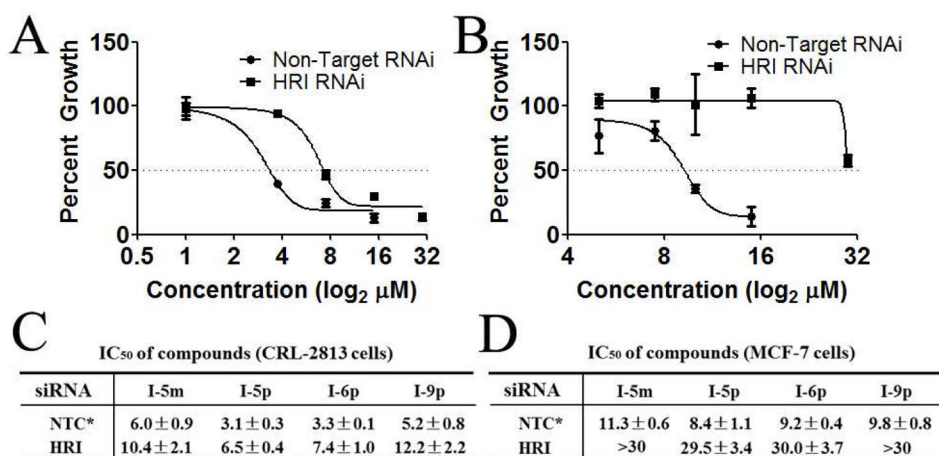 A
150
100
50
0
Percent Growth
Non-Target RNAi
HRI RNAi
0.5 1 2 4 8 16 32
Concentration (log2 µM)
B
150
100
50
0
Percent Growth
Non-Target RNAi
HRI RNAi
4 8 16 32
Concentration (log2 µM)
C
IC50 of compounds (CRL-2813 cells)
siRNA I-5m I-5p I-6p I-9p
NTC* 6.0±0.9 3.1±0.3 3.3±0.1 5.2±0.8
HRI 10.4±2.1 6.5±0.4 7.4±1.0 12.2±2.2
D
IC50 of compounds (MCF-7 cells)
siRNA I-5m I-5p I-6p I-9p
NTC* 11.3±0.6 8.4±1.1 9.2±0.4 9.8±0.8
HRI >30 29.5±3.4 30.0±3.7 >30